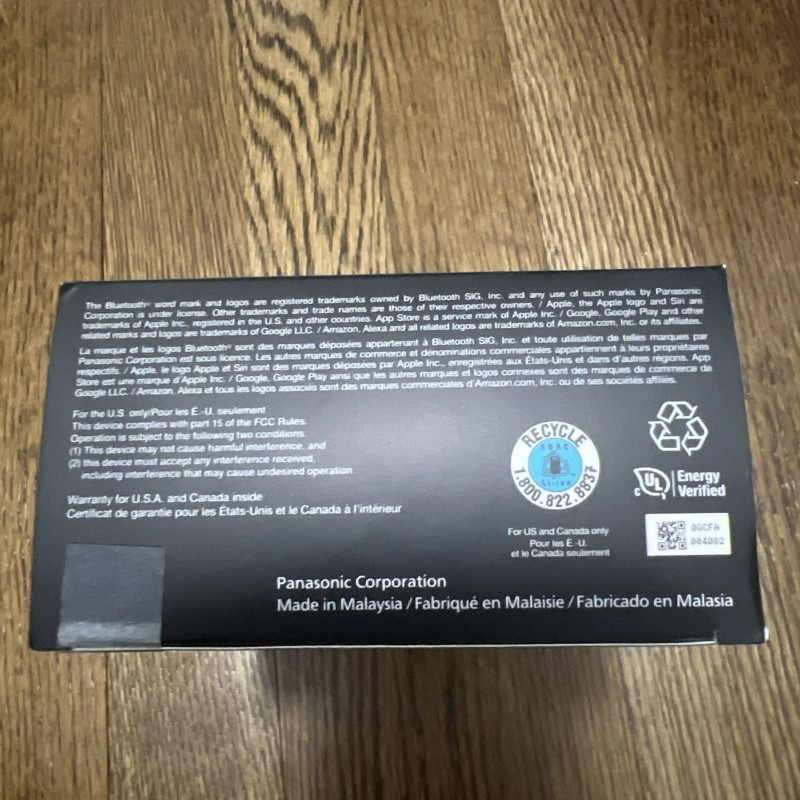 The Bluetooth® word mark and logos are registered trademarks owned by Bluetooth SIG, Inc. and any use of such marks by Panasonic
Corporation is under license. Other trademarks and trade names are those of their respective owners. / Apple, the Apple logo and Siri are
trademarks of Apple Inc., registered in the U.S. and other countries. App Store is a service mark of Apple Inc. / Google, Google Play and other
related marks and logos are trademarks of Google LLC. / Amazon, Alexa and all related logos are trademarks of Amazon.com, Inc. or its affiliates.
La marque et les logos Bluetooth® sont des marques déposées appartenant à Bluetooth SIG, Inc. et toute utilisation de telles marques par
Panasonic Corporation est sous licence. Les autres marques de commerce et dénominations commerciales appartiennent à leurs propriétaires
respectifs. / Apple, le logo Apple et Siri sont des marques déposées par Apple Inc., enregistrées aux États-Unis et dans d'autres régions. App
Store est une marque d'Apple Inc. / Google, Google Play ainsi que les autres marques et logos connexes sont des marques de commerce de
Google LLC. / Amazon, Alexa et tous les logos associés sont des marques commerciales d'Amazon.com, Inc. ou de ses sociétés affiliés.
For the U.S. only/Pour les É.-U. seulement
This device complies with part 15 of the FCC Rules.
Operation is subject to the following two conditions:
(1) This device may not cause harmful interference, and
(2) this device must accept any interference received,
including interference that may cause undesired operation.
Warranty for U.S.A. and Canada inside
Certificat de garantie pour les États-Unis et le Canada à l'intérieur
RECYCLE
RBRC
Li-ion
1.800.822.8837
For US and Canada only
Pour les É.-U.
et le Canada seulement
c UL Energy
Verified
0GCFA
004082
Panasonic Corporation
Made in Malaysia / Fabriqué en Malaisie / Fabricado en Malasia